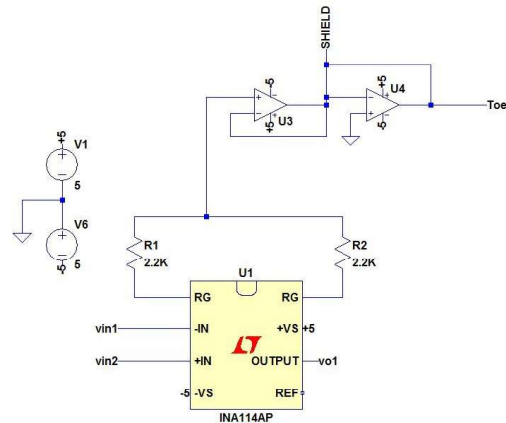 SHIELD
-5
+5
U3
+5
-5
U4
Toe
+5
V1
5
V6
5
-5
R1
2.2K
R2
2.2K
U1
RG
RG
vin1
-IN
+VS
+5
vin2
+IN
OUTPUT
vo1
-5
-VS
REF
INA114AP